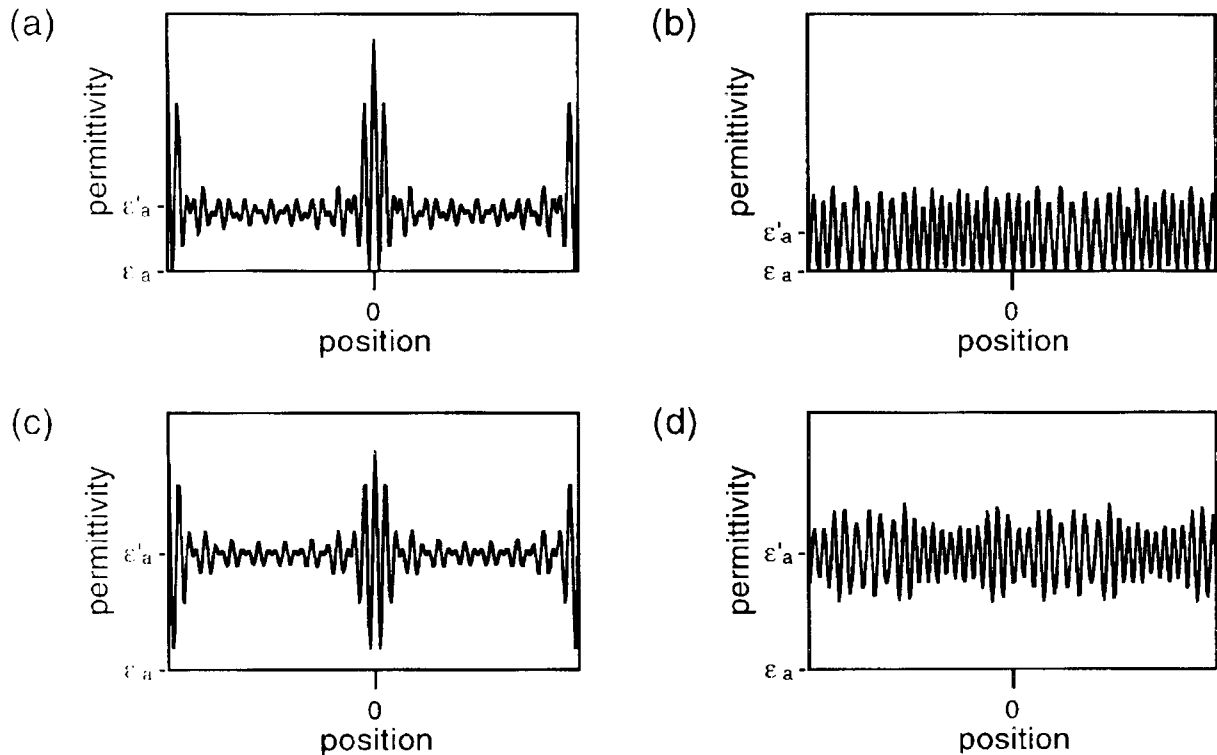 (a)
permittivity
ε'a
εa
0
position
(b)
permittivity
ε'a
εa
0
position
(c)
permittivity
ε'a
εa
0
position
(d)
permittivity
ε'a
εa
0
position